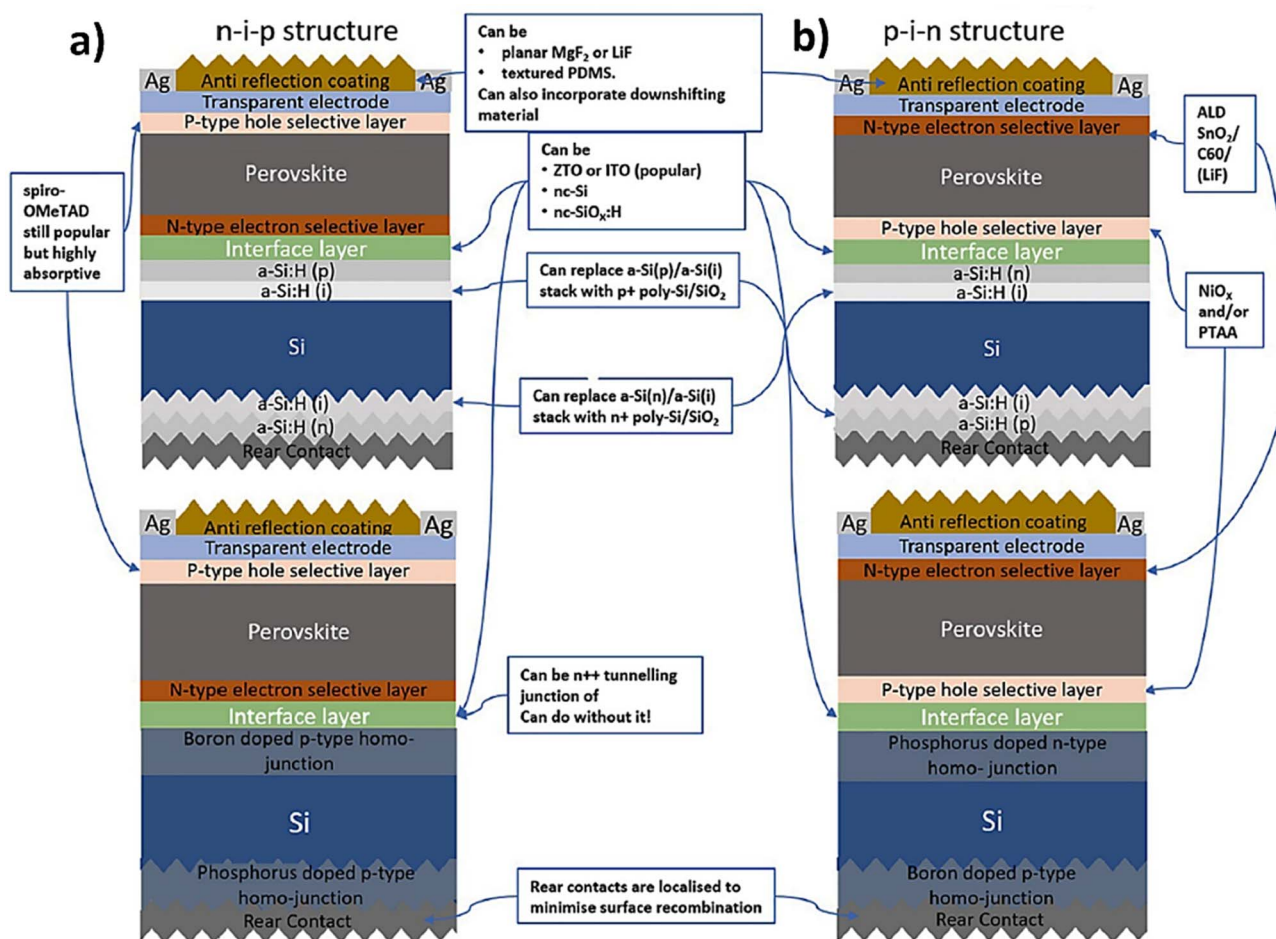 a)
n-i-p structure
Ag
Anti reflection coating
Ag
Transparent electrode
P-type hole selective layer
Perovskite
N-type electron selective layer
Interface layer
a-Si:H (p)
a-Si:H (i)
Si
a-Si:H (i)
a-Si:H (n)
Rear Contact
Ag
Anti reflection coating
Ag
Transparent electrode
P-type hole selective layer
Perovskite
N-type electron selective layer
Interface layer
Boron doped p-type homo-
junction
Si
Phosphorus doped p-type
homo-junction
Rear Contact
spiro-
OMeTAD
still popular
but highly
absorptive
Can be
• planar MgF₂ or LiF
• textured PDMS.
Can also incorporate downshifting
material
Can be
• ZTO or ITO (popular)
• nc-Si
• nc-SiOₓ:H
Can replace a-Si(p)/a-Si(i)
stack with p+ poly-Si/SiO₂
Can replace a-Si(n)/a-Si(i)
stack with n+ poly-Si/SiO₂
Can be n++ tunnelling
junction of
Can do without it!
Rear contacts are localised to
minimise surface recombination
b)
p-i-n structure
Ag
Anti reflection coating
Ag
Transparent electrode
N-type electron selective layer
Perovskite
P-type hole selective layer
Interface layer
a-Si:H (n)
a-Si:H (i)
Si
a-Si:H (i)
a-Si:H (p)
Rear Contact
Ag
Anti reflection coating
Ag
Transparent electrode
N-type electron selective layer
Perovskite
P-type hole selective layer
Interface layer
Phosphorus doped n-type
homo- junction
Si
Boron doped p-type
homo-junction
Rear Contact
ALD
SnO₂/
C60/
(LiF)
NiOₓ
and/or
PTAA